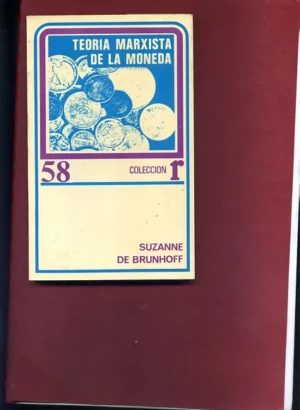 TEORIA MARXISTA
DE LA MONEDA
58 COLECCION r
SUZANNE
DE BRUNHOFF